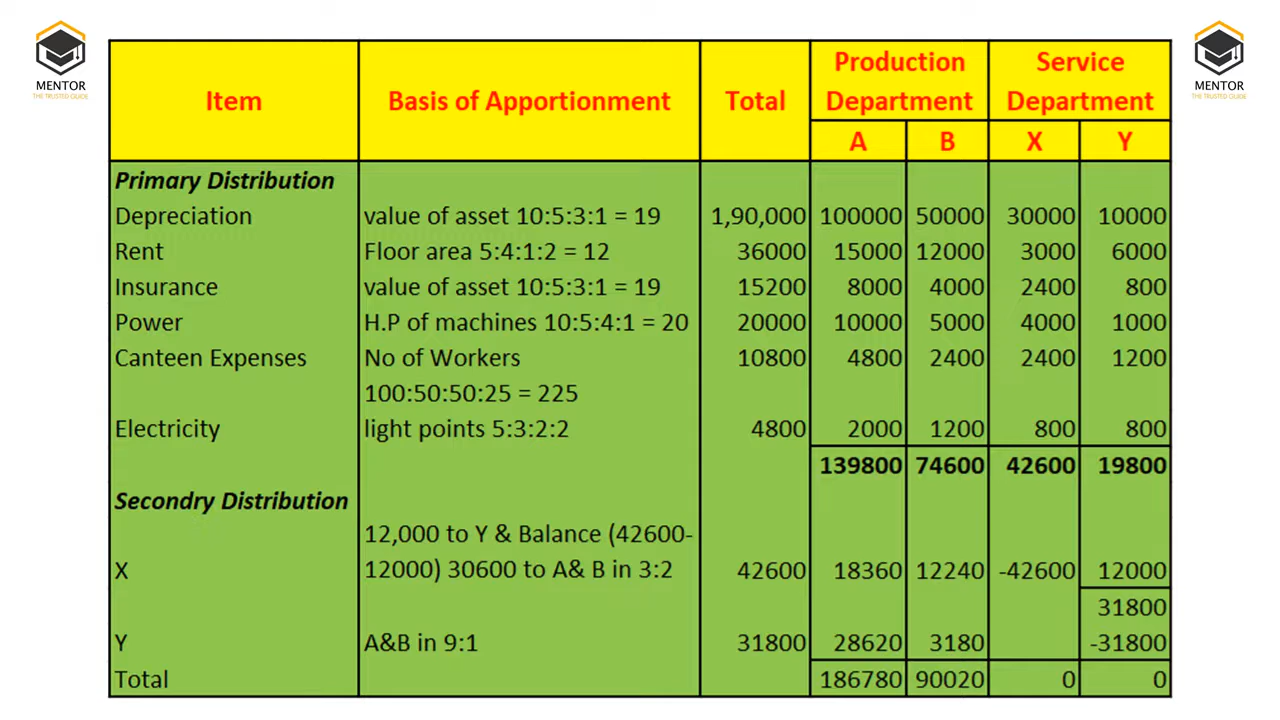 MENTOR
THE TRUSTED GUIDE
MENTOR
THE TRUSTED GUIDE
Item Basis of Apportionment Total Production Department Service Department
A B X Y
Primary Distribution
Depreciation value of asset 10:5:3:1 = 19 1,90,000 100000 50000 30000 10000
Rent Floor area 5:4:1:2 = 12 36000 15000 12000 3000 6000
Insurance value of asset 10:5:3:1 = 19 15200 8000 4000 2400 800
Power H.P of machines 10:5:4:1 = 20 20000 10000 5000 4000 1000
Canteen Expenses No of Workers 10800 4800 2400 2400 1200
100:50:50:25 = 225
Electricity light points 5:3:2:2 4800 2000 1200 800 800
139800 74600 42600 19800
Secondry Distribution
12,000 to Y & Balance (42600-
X 12000) 30600 to A& B in 3:2 42600 18360 12240 -42600 12000
31800
Y A&B in 9:1 31800 28620 3180 -31800
Total 186780 90020 0 0